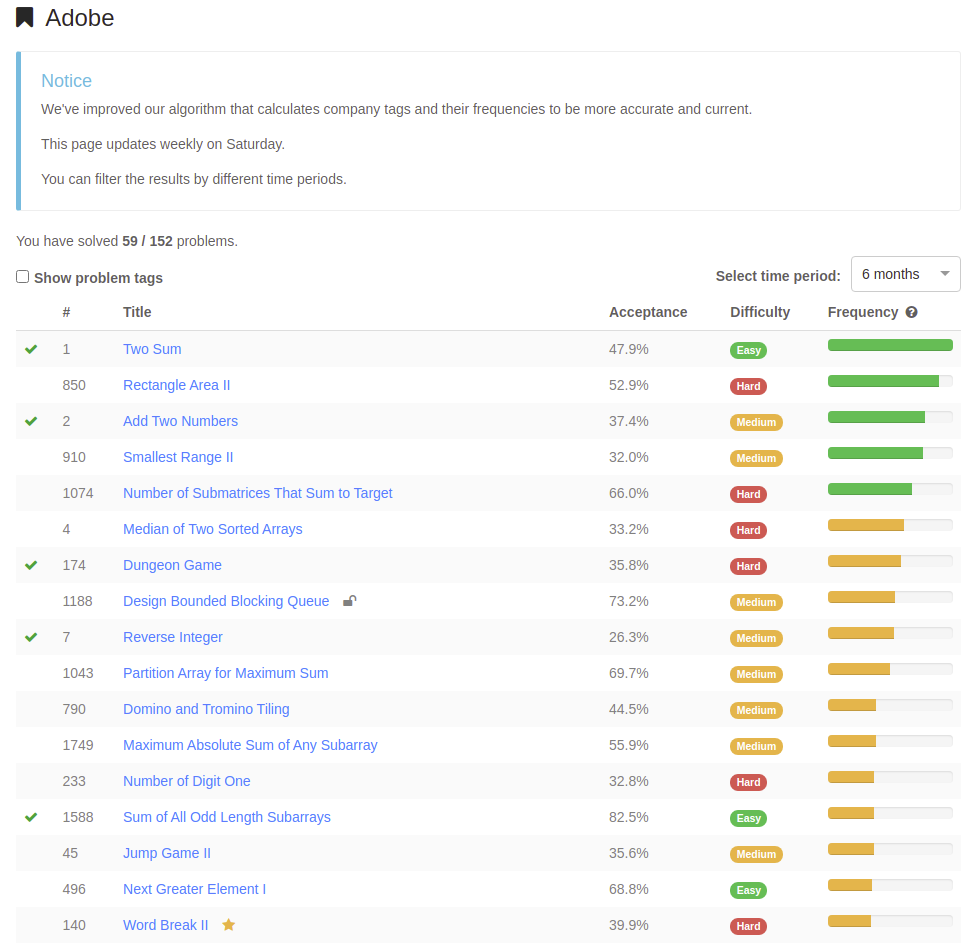 Adobe
Notice
We've improved our algorithm that calculates company tags and their frequencies to be more accurate and current.
This page updates weekly on Saturday.
You can filter the results by different time periods.
You have solved 59 / 152 problems.
Show problem tags Select time period: 6 months
# Title Acceptance Difficulty Frequency ?
1 Two Sum 47.9% Easy
850 Rectangle Area II 52.9% Hard
2 Add Two Numbers 37.4% Medium
910 Smallest Range II 32.0% Medium
1074 Number of Submatrices That Sum to Target 66.0% Hard
4 Median of Two Sorted Arrays 33.2% Hard
174 Dungeon Game 35.8% Hard
1188 Design Bounded Blocking Queue 73.2% Medium
7 Reverse Integer 26.3% Medium
1043 Partition Array for Maximum Sum 69.7% Medium
790 Domino and Tromino Tiling 44.5% Medium
1749 Maximum Absolute Sum of Any Subarray 55.9% Medium
233 Number of Digit One 32.8% Hard
1588 Sum of All Odd Length Subarrays 82.5% Easy
45 Jump Game II 35.6% Medium
496 Next Greater Element I 68.8% Easy
140 Word Break II 39.9% Hard